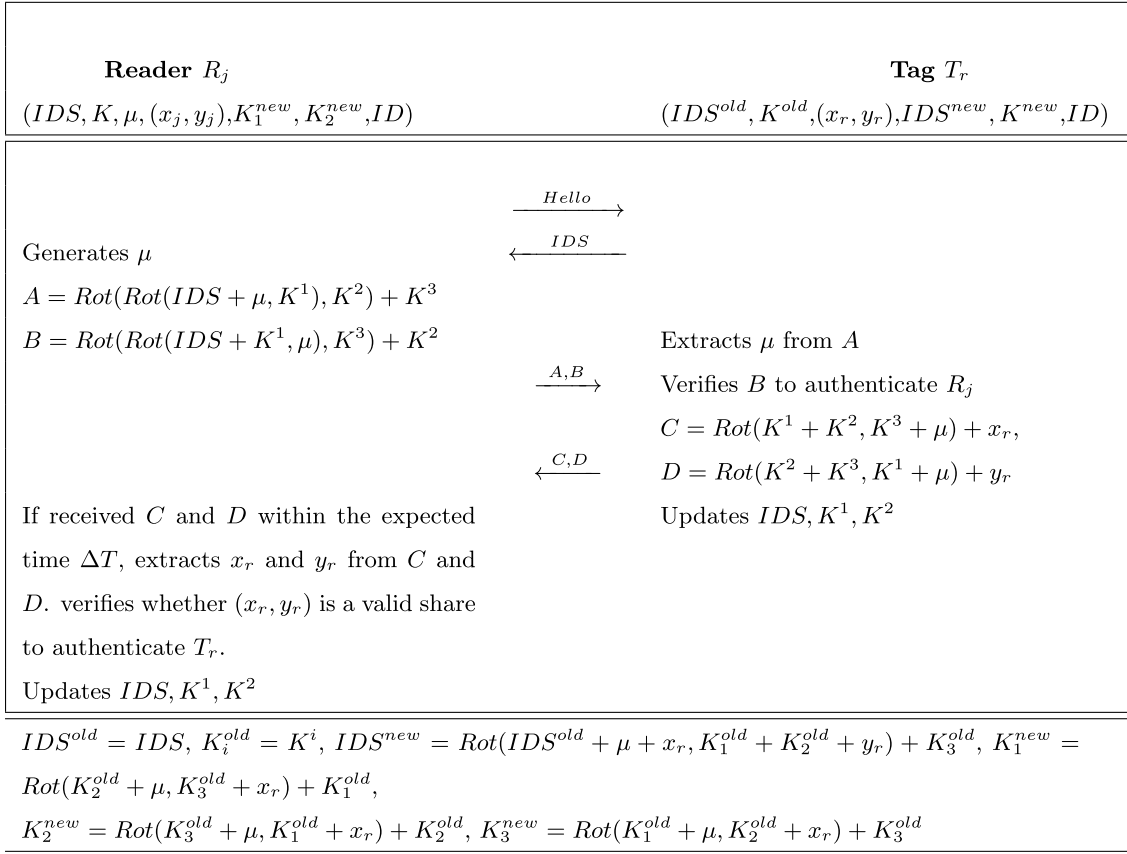 Reader R_j Tag T_r
(IDS, K, μ, (x_j, y_j),K_1^{new}, K_2^{new},ID) (IDS^{old}, K^{old},(x_r, y_r),IDS^{new}, K^{new},ID)
Hello
Generates μ IDS
A = Rot(Rot(IDS + μ, K^1), K^2) + K^3
B = Rot(Rot(IDS + K^1, μ), K^3) + K^2 Extracts μ from A
A,B Verifies B to authenticate R_j
C = Rot(K^1 + K^2, K^3 + μ) + x_r,
C,D D = Rot(K^2 + K^3, K^1 + μ) + y_r
If received C and D within the expected Updates IDS, K^1, K^2
time ΔT, extracts x_r and y_r from C and
D. verifies whether (x_r, y_r) is a valid share
to authenticate T_r.
Updates IDS, K^1, K^2
IDS^{old} = IDS, K_i^{old} = K^i, IDS^{new} = Rot(IDS^{old} + μ + x_r, K_1^{old} + K_2^{old} + y_r) + K_3^{old}, K_1^{new} =
Rot(K_2^{old} + μ, K_3^{old} + x_r) + K_1^{old},
K_2^{new} = Rot(K_3^{old} + μ, K_1^{old} + x_r) + K_2^{old}, K_3^{new} = Rot(K_1^{old} + μ, K_2^{old} + x_r) + K_3^{old}